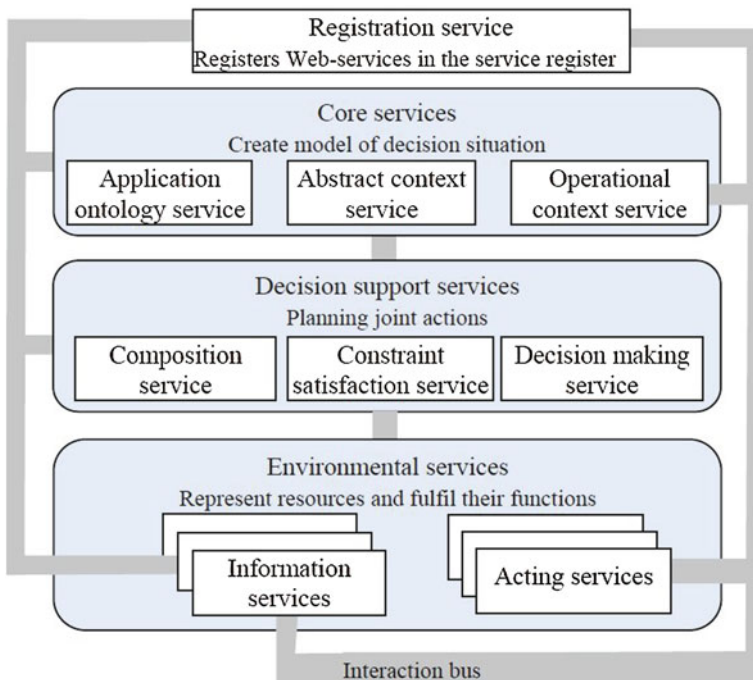 Registration service
Registers Web-services in the service register
Core services
Create model of decision situation
Application
ontology service
Abstract context
service
Operational
context service
Decision support services
Planning joint actions
Composition
service
Constraint
satisfaction service
Decision making
service
Environmental services
Represent resources and fulfil their functions
Information
services
Acting services
Interaction bus